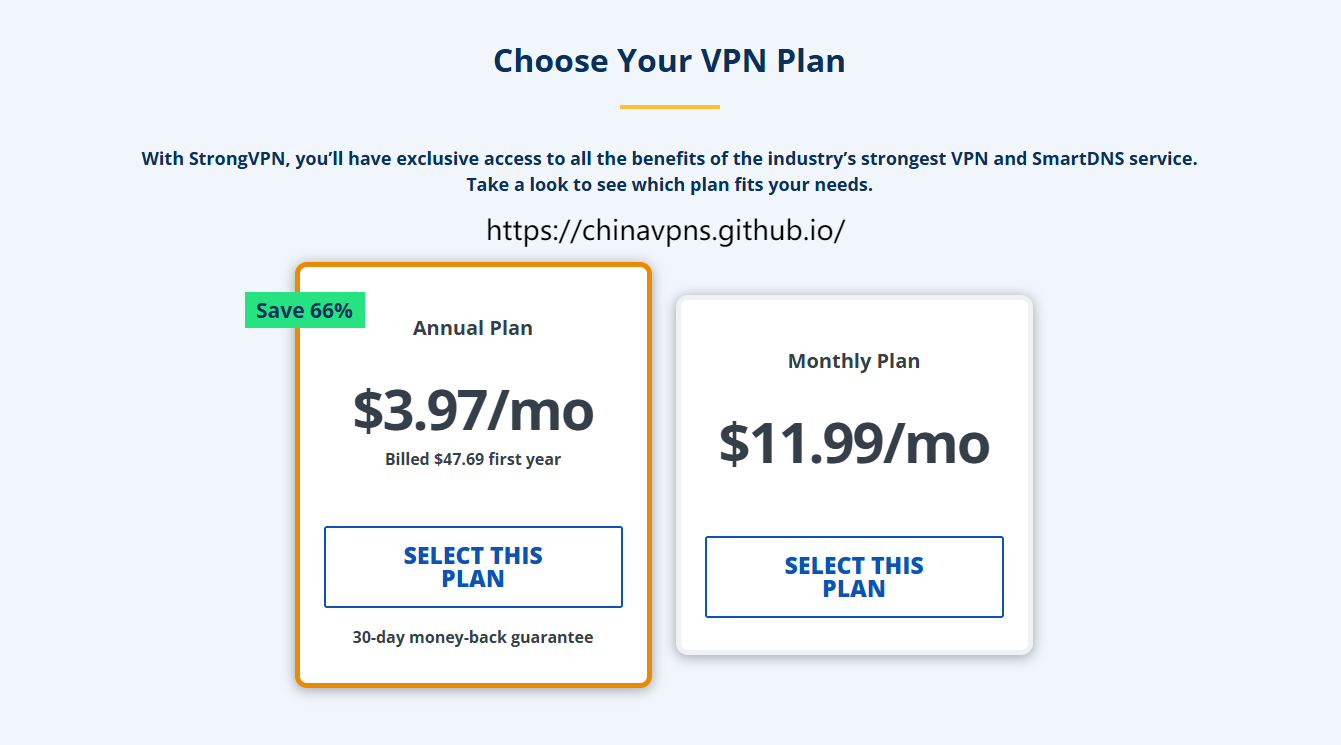 Choose Your VPN Plan
With StrongVPN, you’ll have exclusive access to all the benefits of the industry’s strongest VPN and SmartDNS service.
Take a look to see which plan fits your needs.
https://chinavpns.github.io/
Save 66%
Annual Plan
$3.97/mo
Billed $47.69 first year
SELECT THIS
PLAN
30-day money-back guarantee
Monthly Plan
$11.99/mo
SELECT THIS
PLAN